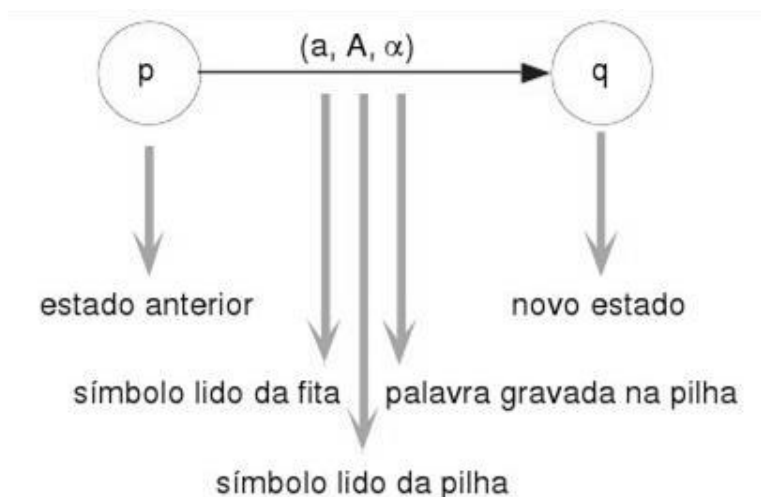 (a, A, α)
p
q
estado anterior
novo estado
símbolo lido da fita
palavra gravada na pilha
símbolo lido da pilha